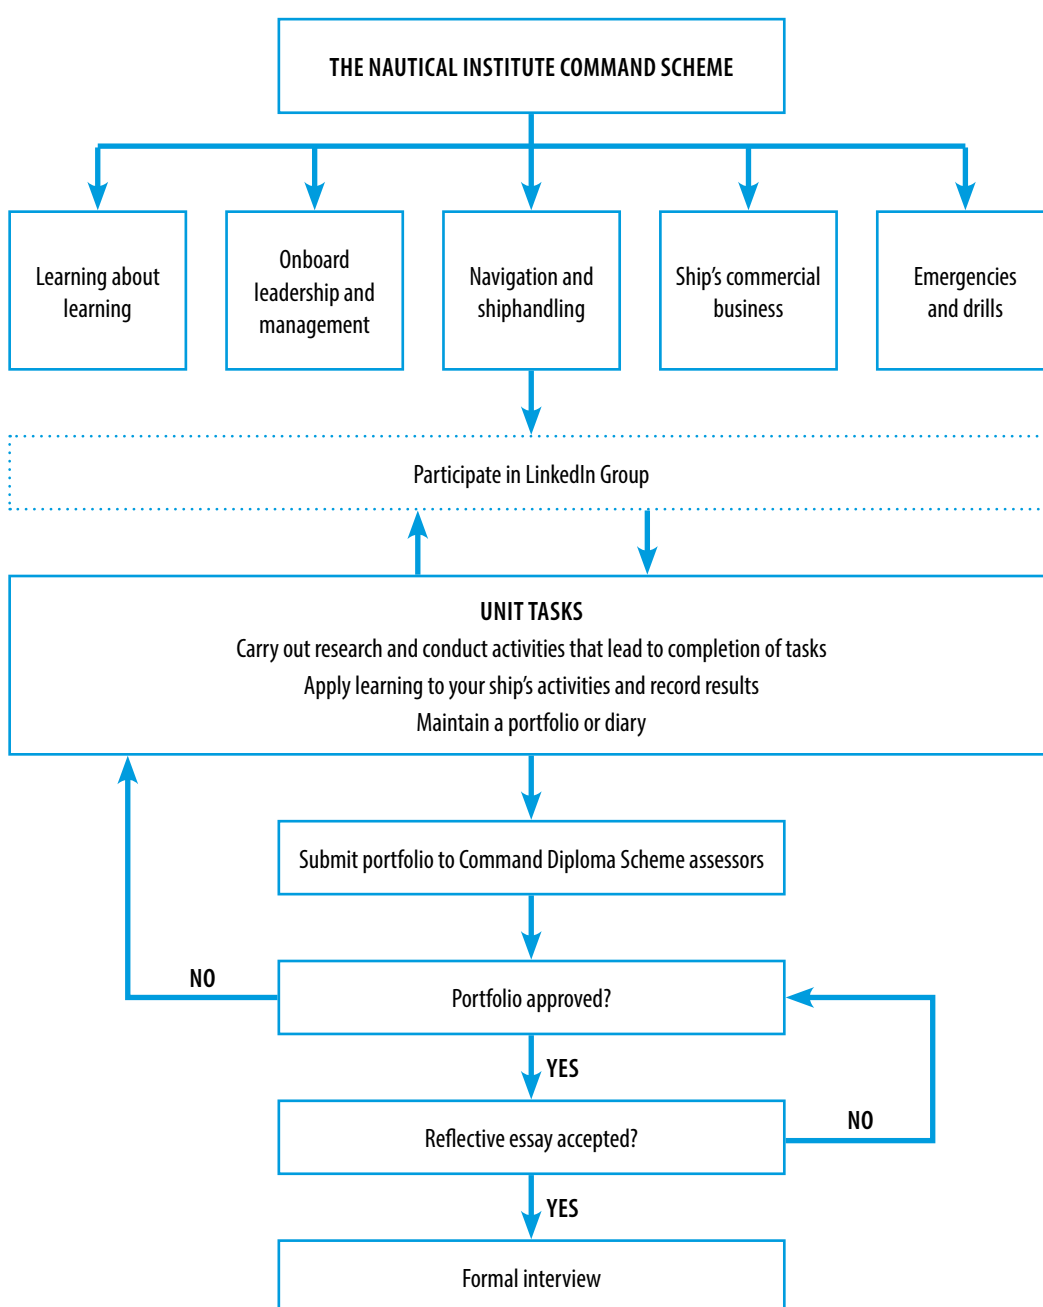 THE NAUTICAL INSTITUTE COMMAND SCHEME
Learning about
learning
Onboard
leadership and
management
Navigation and
shiphandling
Ship's commercial
business
Emergencies
and drills
Participate in LinkedIn Group
UNIT TASKS
Carry out research and conduct activities that lead to completion of tasks
Apply learning to your ship's activities and record results
Maintain a portfolio or diary
Submit portfolio to Command Diploma Scheme assessors
NO
Portfolio approved?
YES
Reflective essay accepted?
NO
YES
Formal interview